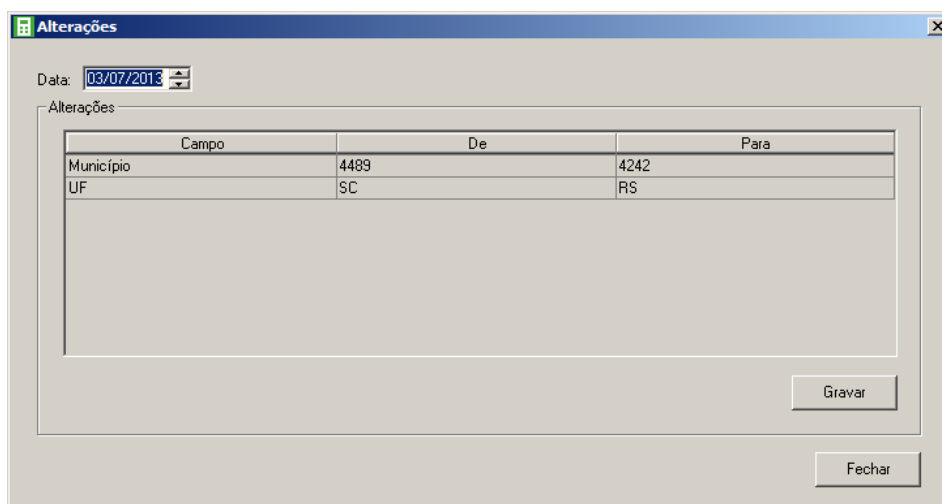 Alterações
Data: 03/07/2013
Alterações
Campo De Para
Município 4489 4242
UF SC RS
Gravar
Fechar